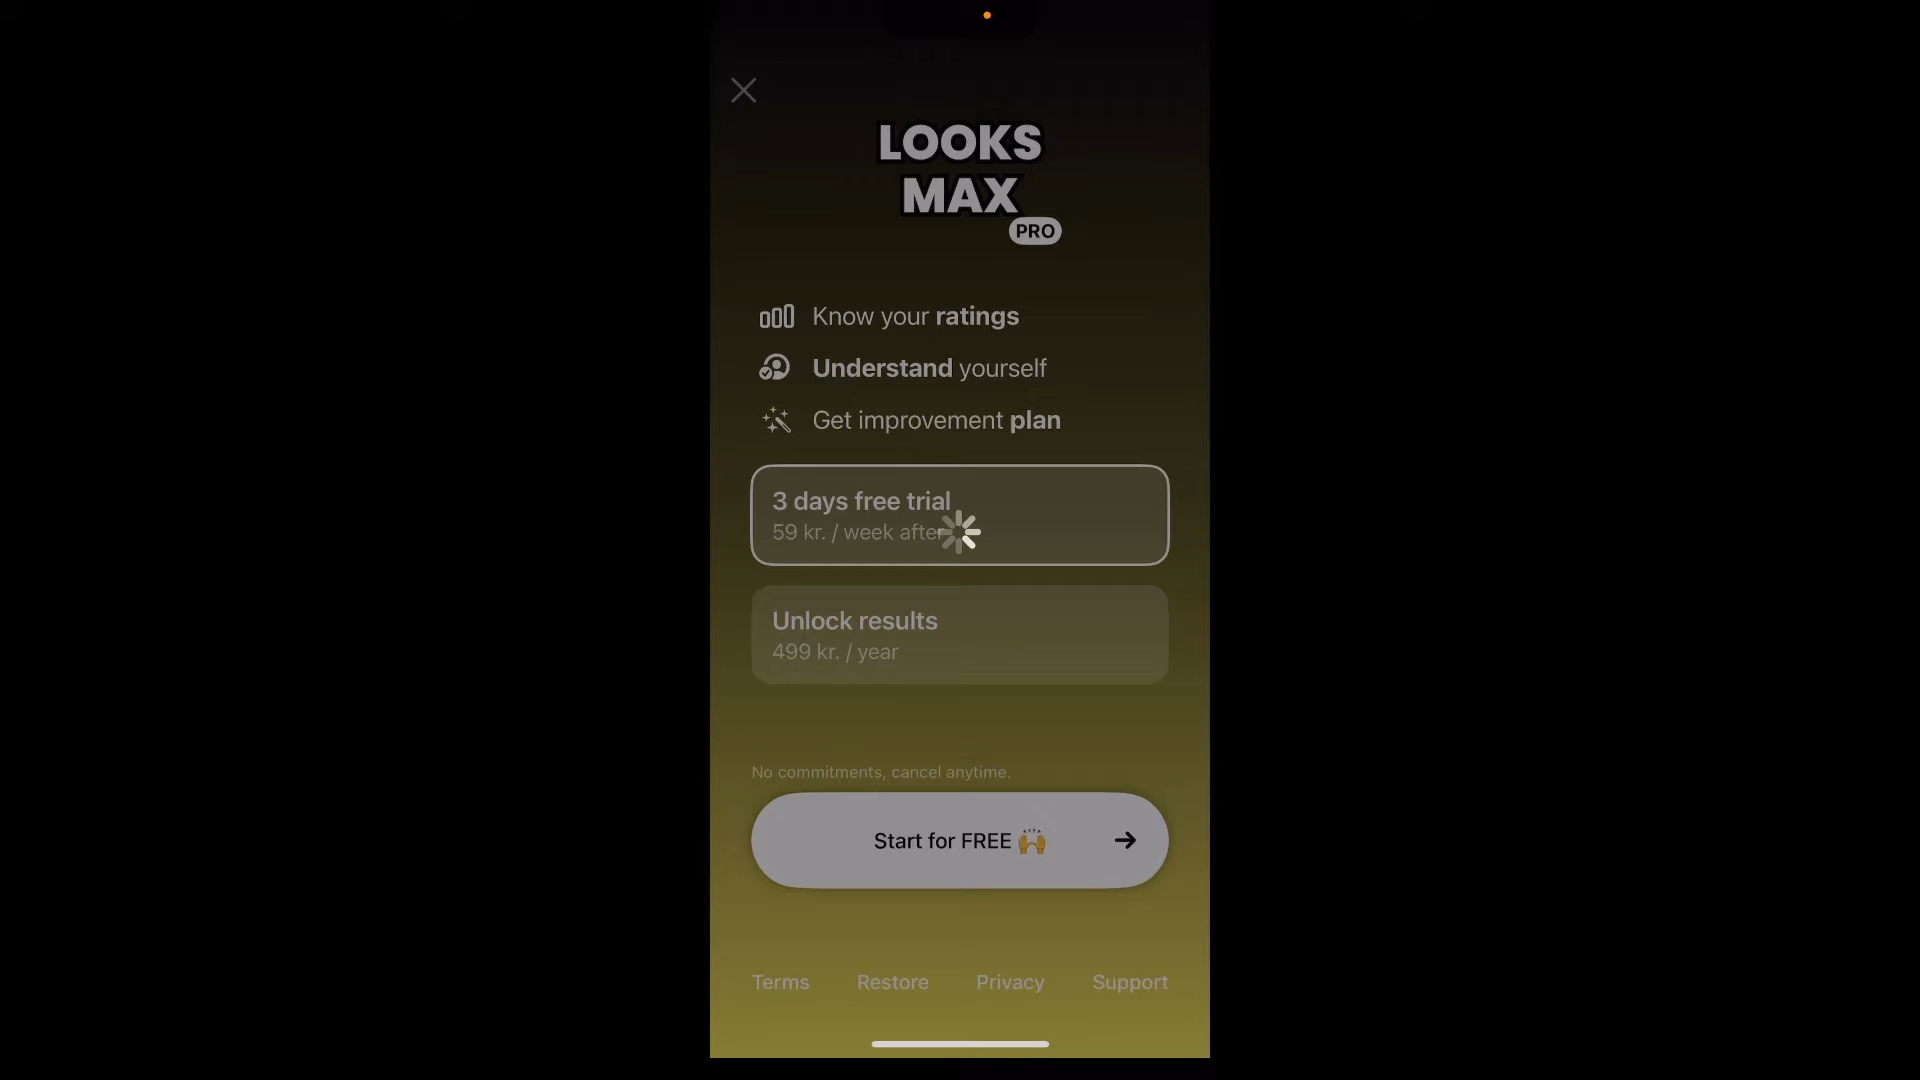 LOOKS
MAX
PRO
Know your ratings
Understand yourself
Get improvement plan
3 days free trial
59 kr. / week after
Unlock results
499 kr. / year
No commitments, cancel anytime.
Start for FREE 🙌
Terms Restore Privacy Support